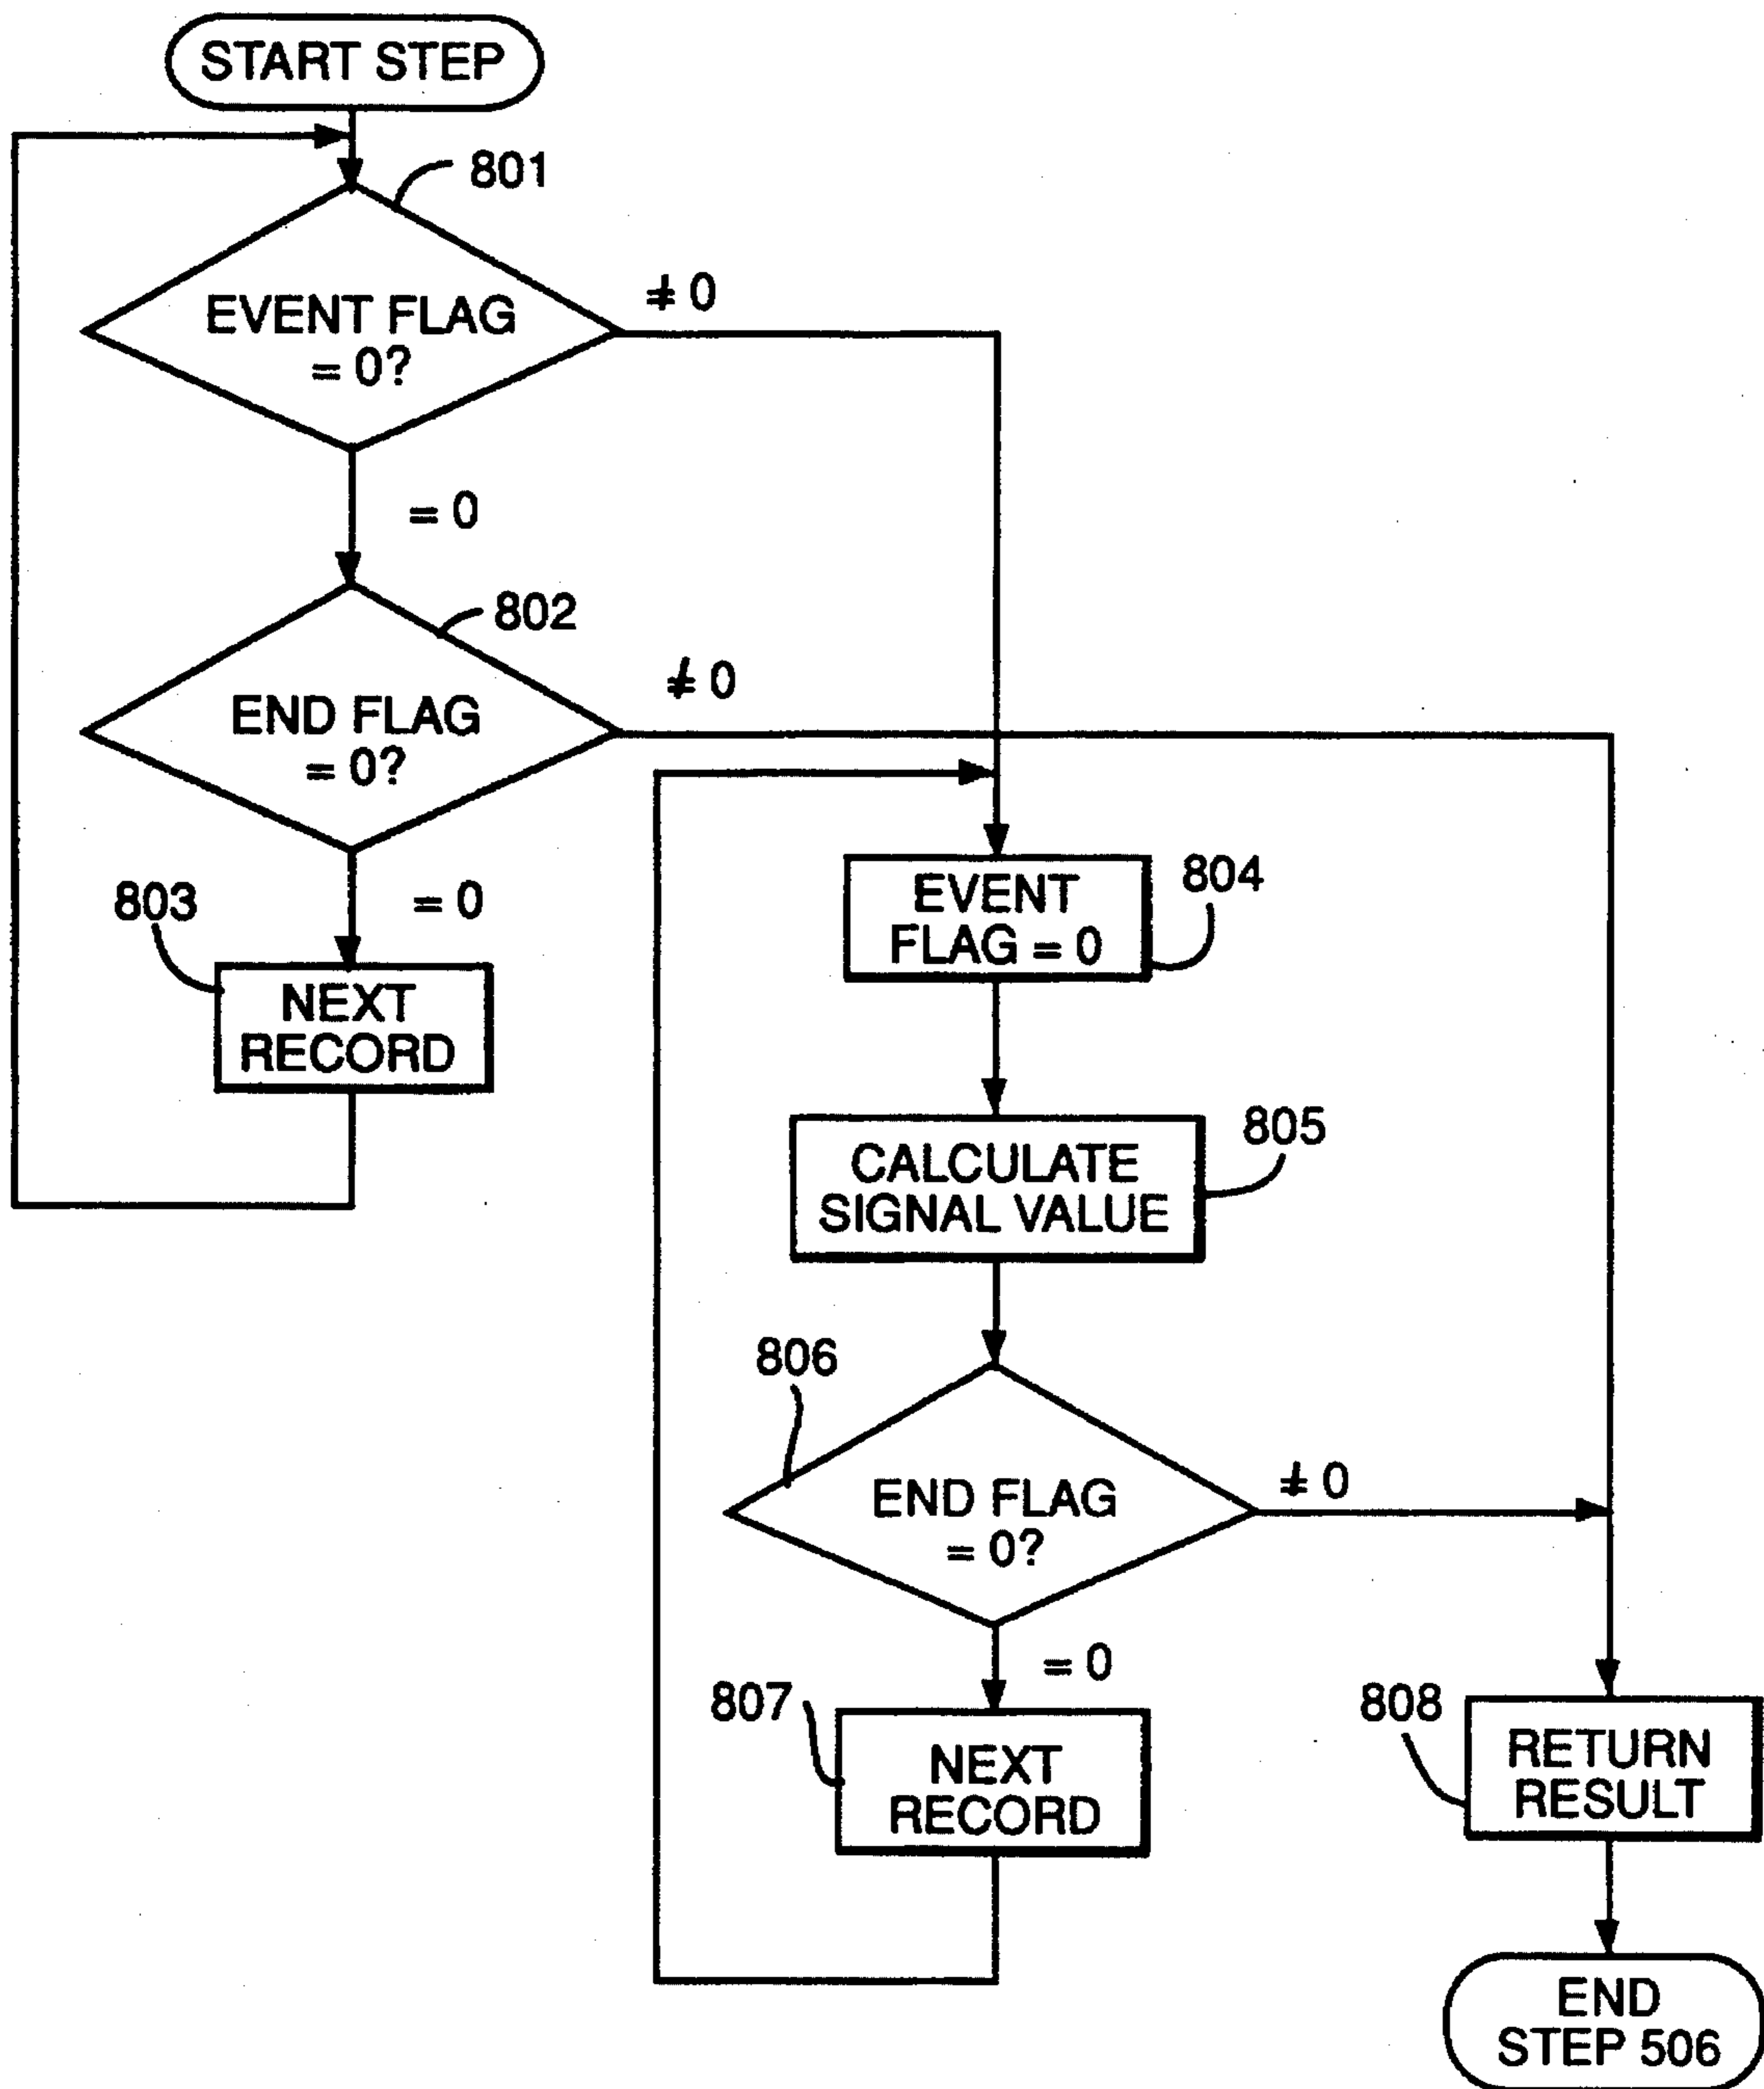 START STEP
801
EVENT FLAG
= 0?
≠ 0
= 0
802
END FLAG
= 0?
≠ 0
= 0
803
NEXT
RECORD
EVENT
FLAG = 0
804
CALCULATE
SIGNAL VALUE
805
806
END FLAG
= 0?
≠ 0
= 0
807
NEXT
RECORD
808
RETURN
RESULT
END
STEP 506